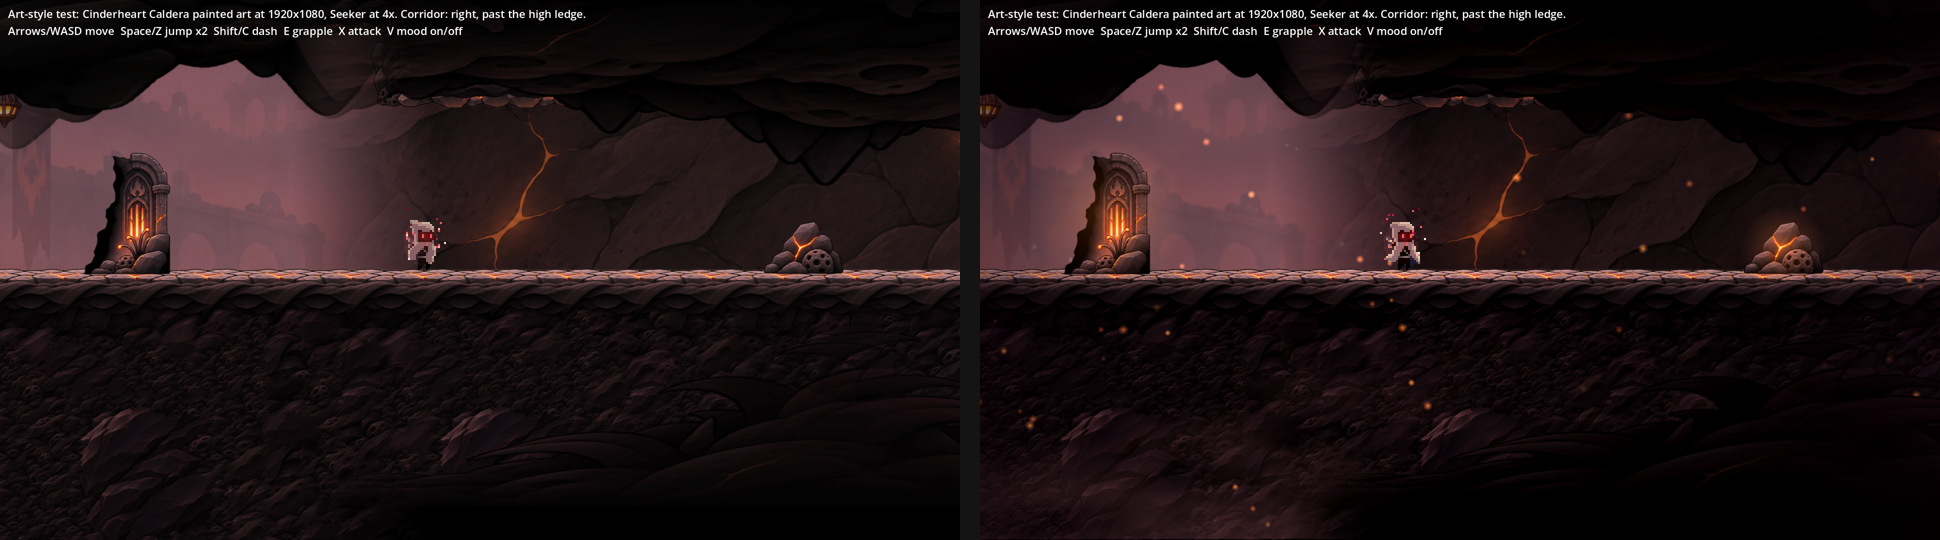 Art-style test: Cinderheart Caldera painted art at 1920x1080, Seeker at 4x. Corridor: right, past the high ledge.
Arrows/WASD move  Space/Z jump x2  Shift/C dash  E grapple  X attack  V mood on/off
Art-style test: Cinderheart Caldera painted art at 1920x1080, Seeker at 4x. Corridor: right, past the high ledge.
Arrows/WASD move  Space/Z jump x2  Shift/C dash  E grapple  X attack  V mood on/off